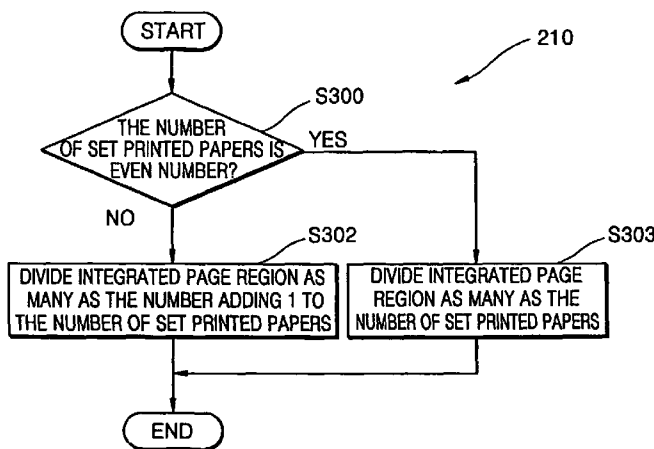 START
210
S300
THE NUMBER
OF SET PRINTED PAPERS IS
EVEN NUMBER?
YES
NO
S302
DIVIDE INTEGRATED PAGE REGION AS
MANY AS THE NUMBER ADDING 1 TO
THE NUMBER OF SET PRINTED PAPERS
S303
DIVIDE INTEGRATED PAGE
REGION AS MANY AS THE
NUMBER OF SET PRINTED PAPERS
END